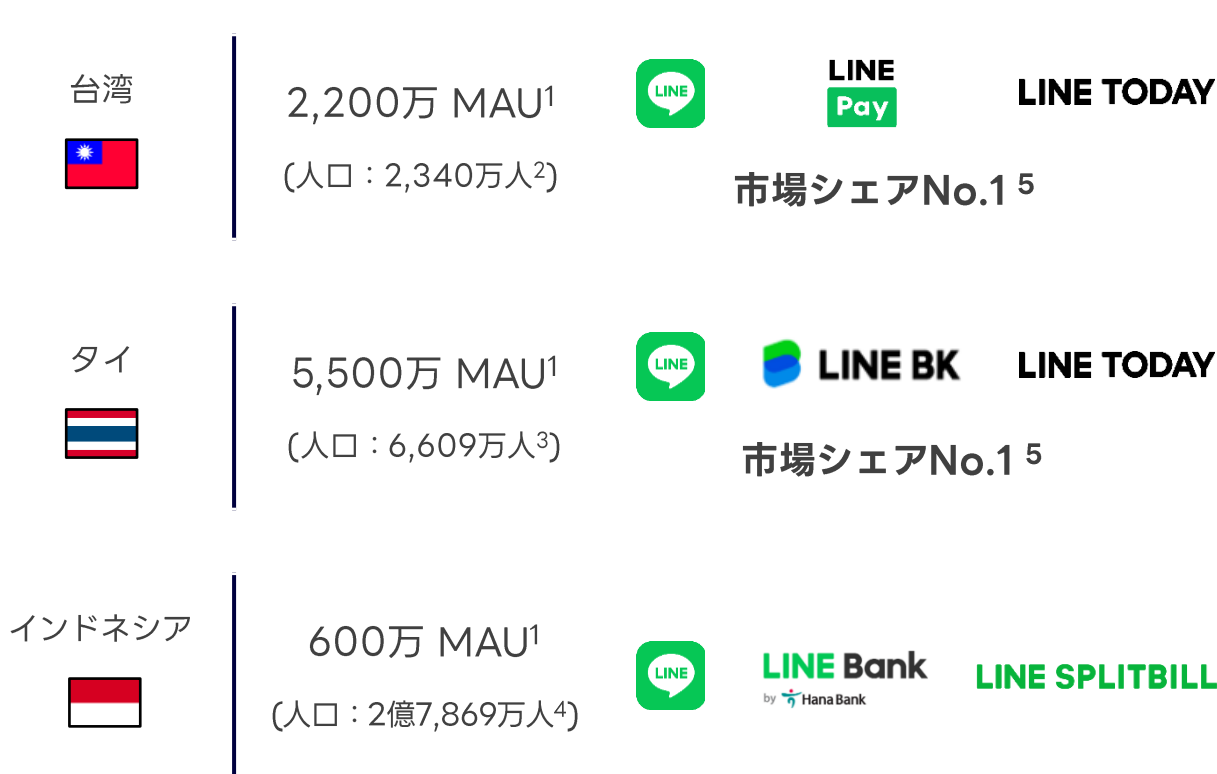 台湾
2,200万 MAU1
(人口：2,340万人2)
LINE
LINE
Pay
LINE TODAY
市場シェアNo.1 5
タイ
5,500万 MAU1
(人口：6,609万人3)
LINE
LINE BK
LINE TODAY
市場シェアNo.1 5
インドネシア
600万 MAU1
(人口：2億7,869万人4)
LINE
LINE Bank
by Hana Bank
LINE SPLITBILL